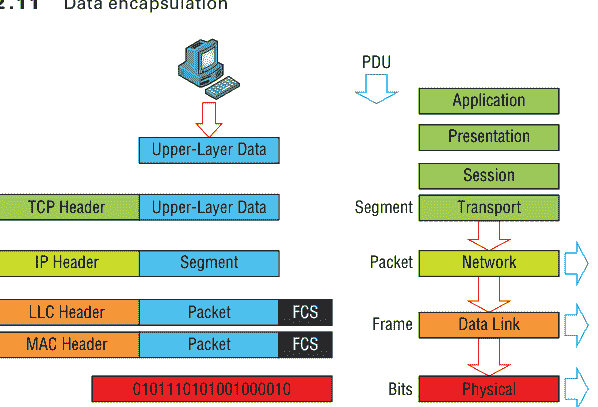 2.11 Data encapsulation
PDU
Application
Presentation
Upper-Layer Data
Session
TCP Header Upper-Layer Data
Segment Transport
IP Header Segment
Packet Network
LLC Header Packet FCS
Frame Data Link
MAC Header Packet FCS
0101110101001000010
Bits Physical